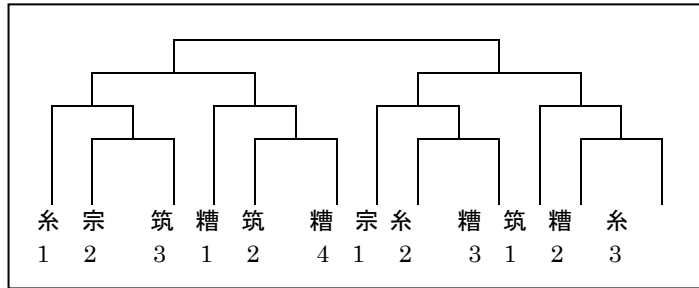 糸 宗 筑 糟 筑 糟 宗 糸 糟 筑 糟 糸
1 2 3 1 2 4 1 2 3 1 2 3